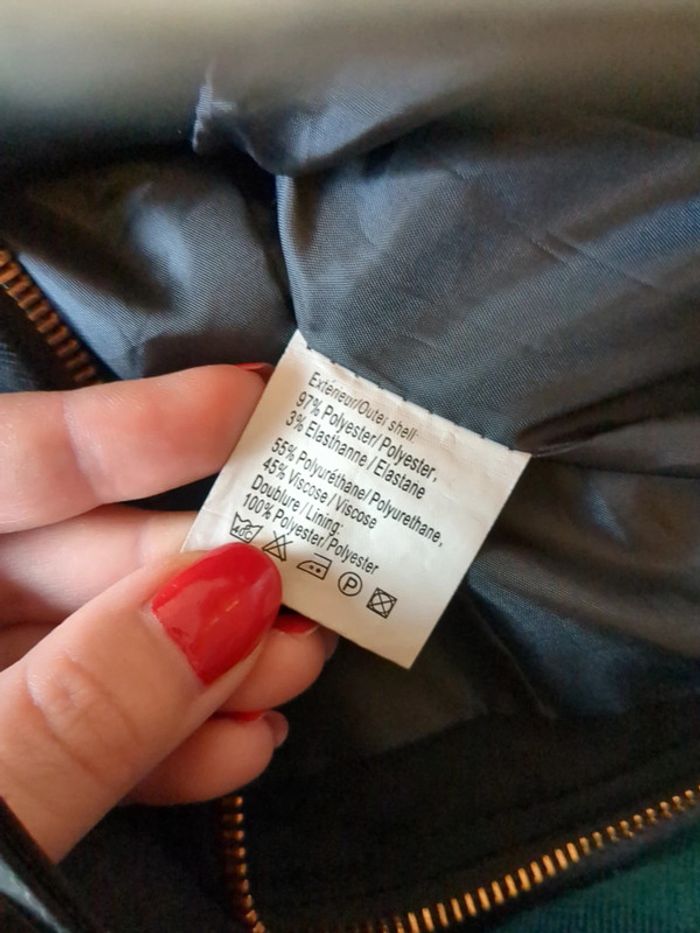 Extérieur/Outer shell:
97% Polyester/Polyester,
3% Elasthanne/Elastane
55% Polyuréthane/Polyurethane,
45% Viscose/Viscose
Doublure/Lining:
100% Polyester/Polyester
P